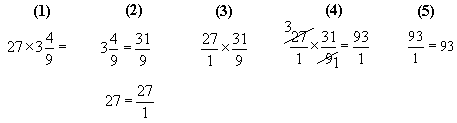 (1) (2) (3) (4) (5)
27 × 3 4/9 = 3 4/9 = 31/9 27/1 × 31/9 3 27/1 × 31/9 1 = 93/1 93/1 = 93
27 = 27/1